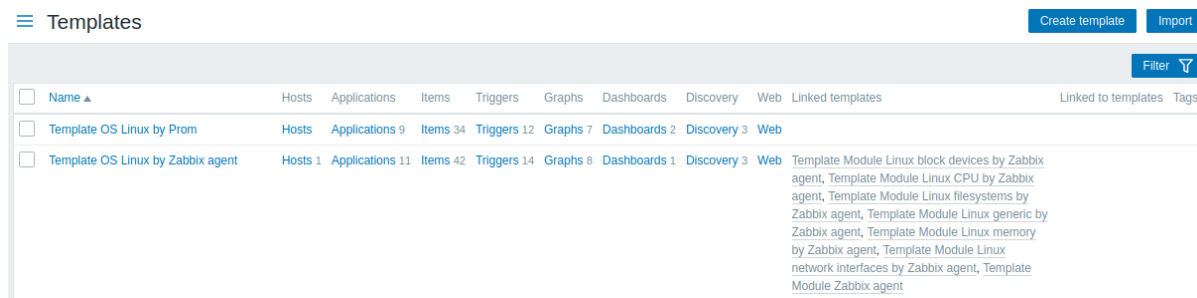 Templates
Create template
Import
Filter
Name Hosts Applications Items Triggers Graphs Dashboards Discovery Web Linked templates Linked to templates Tags
Template OS Linux by Prom Hosts Applications 9 Items 34 Triggers 12 Graphs 7 Dashboards 2 Discovery 3 Web
Template OS Linux by Zabbix agent Hosts 1 Applications 11 Items 42 Triggers 14 Graphs 8 Dashboards 1 Discovery 3 Web Template Module Linux block devices by Zabbix
agent, Template Module Linux CPU by Zabbix
agent, Template Module Linux filesystems by
Zabbix agent, Template Module Linux generic by
Zabbix agent, Template Module Linux memory
by Zabbix agent, Template Module Linux
network interfaces by Zabbix agent, Template
Module Zabbix agent